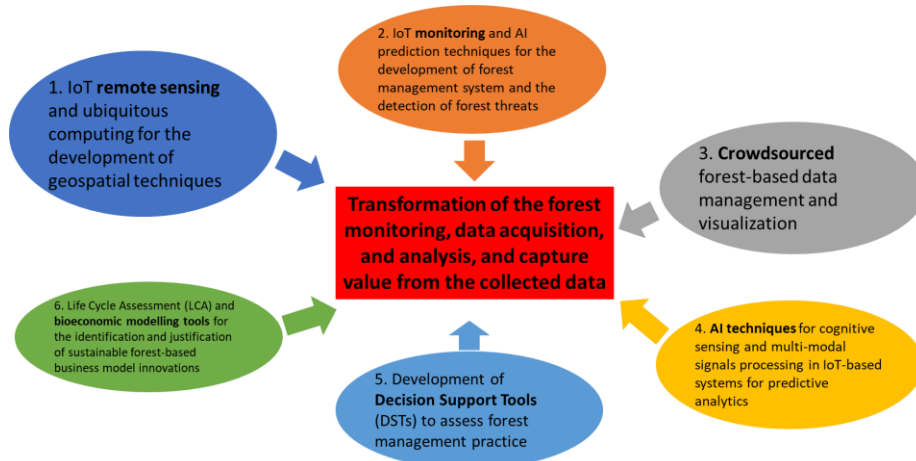 1. IoT remote sensing
and ubiquitous
computing for the
development of
geospatial techniques
2. IoT monitoring and AI
prediction techniques for the
development of forest
management system and the
detection of forest threats
3. Crowdsourced
forest-based data
management and
visualization
Transformation of the forest
monitoring, data acquisition,
and analysis, and capture
value from the collected data
6. Life Cycle Assessment (LCA) and
bioeconomic modelling tools for
the identification and justification
of sustainable forest-based
business model innovations
4. AI techniques for cognitive
sensing and multi-modal
signals processing in IoT-based
systems for predictive
analytics
5. Development of
Decision Support Tools
(DSTs) to assess forest
management practice